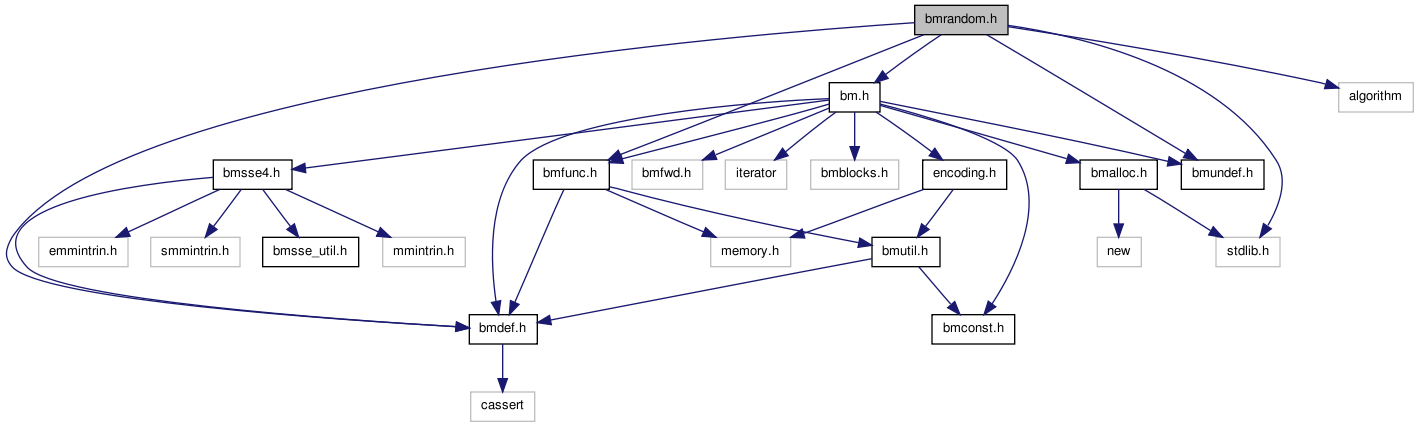 bmrandom.h
bm.h
algorithm
bmsse4.h
bmfunc.h
bmfwd.h
iterator
bmblocks.h
encoding.h
bmalloc.h
bmundef.h
emmintrin.h
smmintrin.h
bmsse_util.h
mmintrin.h
memory.h
bmutil.h
new
stdlib.h
bmdef.h
bmconst.h
cassert